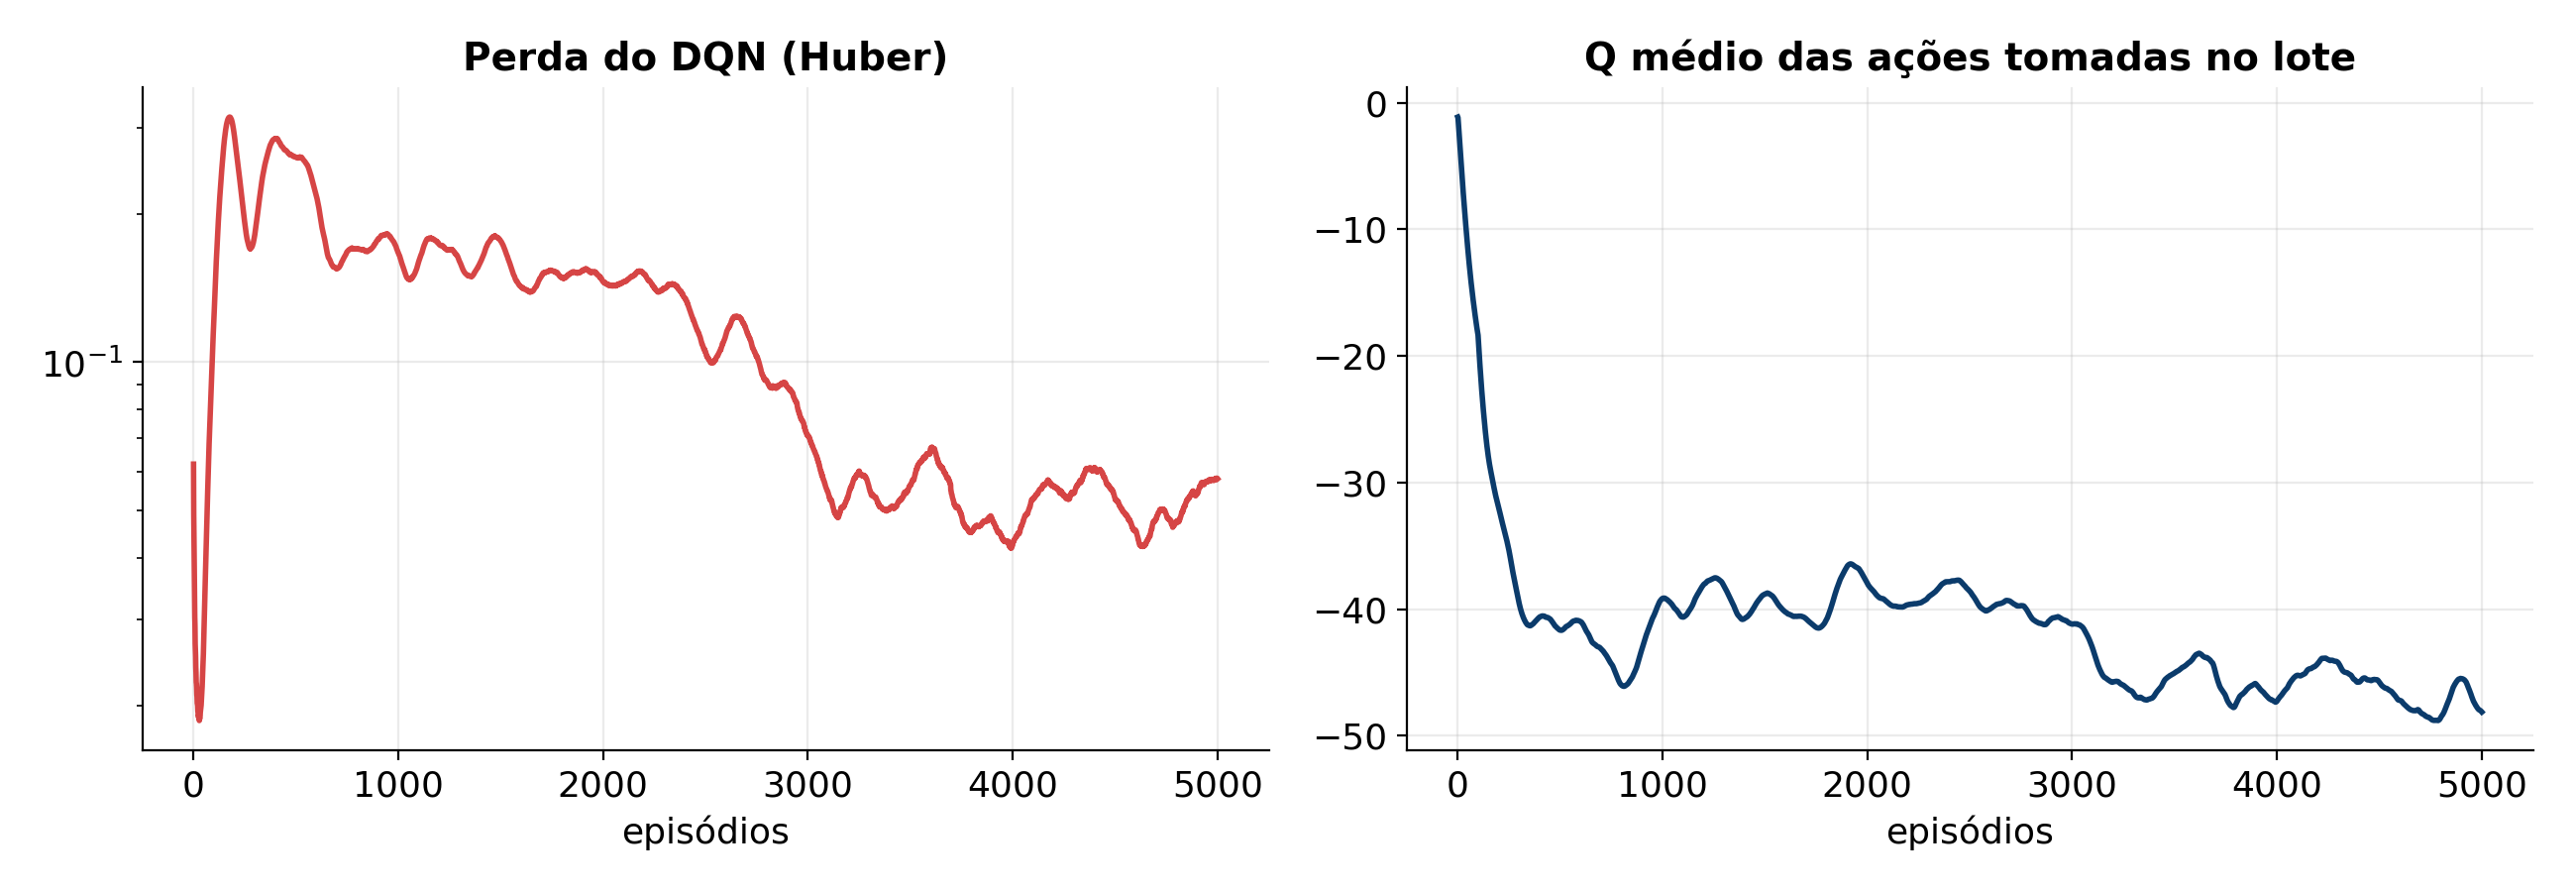 Perda do DQN (Huber)
10⁻¹
0 1000 2000 3000 4000 5000
episódios
Q médio das ações tomadas no lote
0
−10
−20
−30
−40
−50
0 1000 2000 3000 4000 5000
episódios